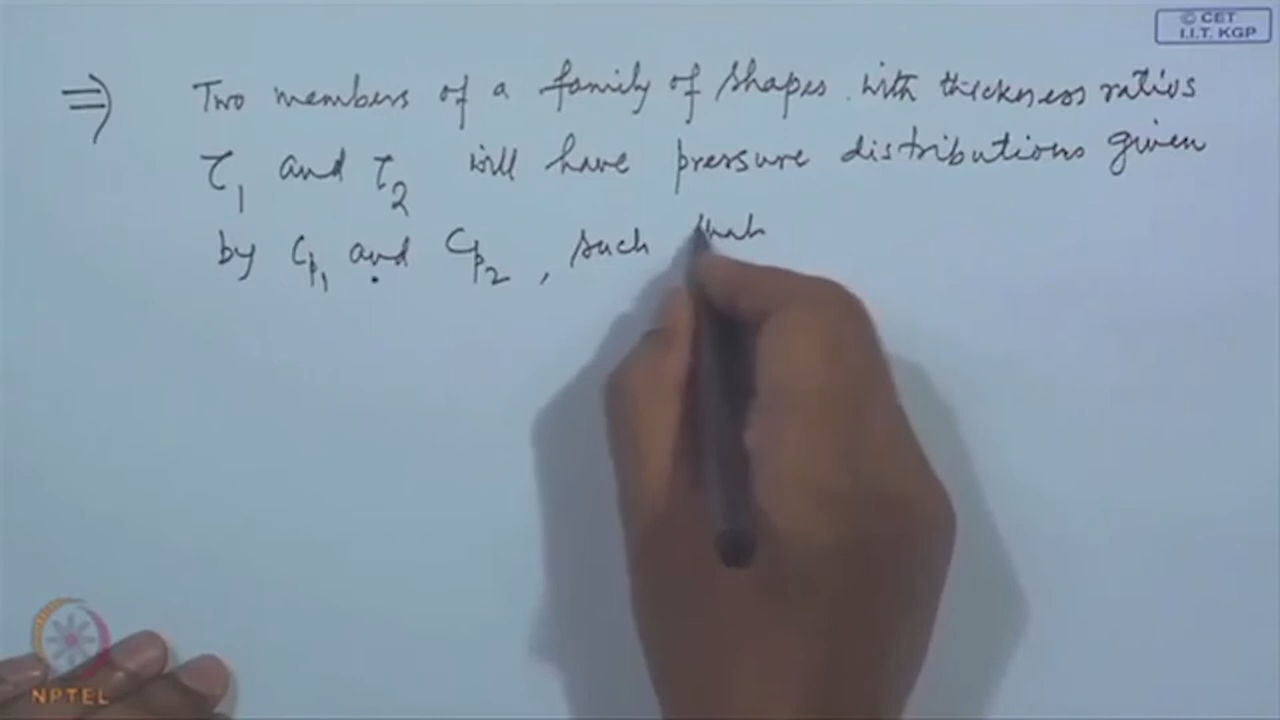 © CET
I.I.T. KGP
⇒ Two members of a family of shapes with thickness ratios
τ₁ and τ₂ will have pressure distributions given
by Cp₁ and Cp₂, such that
NPTEL